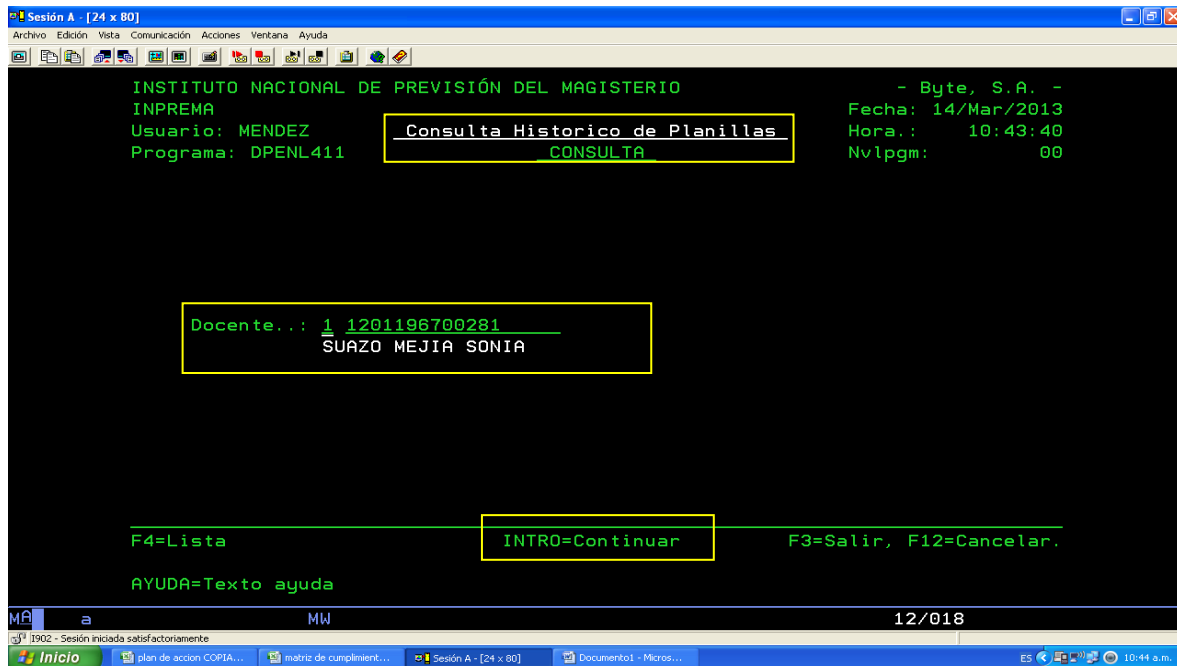 Sesión A - [24 x 80]
Archivo Edición Vista Comunicación Acciones Ventana Ayuda
INSTITUTO NACIONAL DE PREVISIÓN DEL MAGISTERIO - Byte, S.A. -
INPREMA Fecha: 14/Mar/2013
Usuario: MENDEZ Consulta Historico de Planillas Hora.: 10:43:40
Programa: DPENL411 CONSULTA Nvlpgm: 00
Docente..: 1 1201196700281
SUAZO MEJIA SONIA
F4=Lista INTRO=Continuar F3=Salir, F12=Cancelar.
AYUDA=Texto ayuda
MA a MW 12/018
I902 - Sesión iniciada satisfactoriamente
Inicio plan de accion COPIA... matriz de cumplimient... Sesión A - [24 x 80] Documento1 - Micros... ES 10:44 a.m.